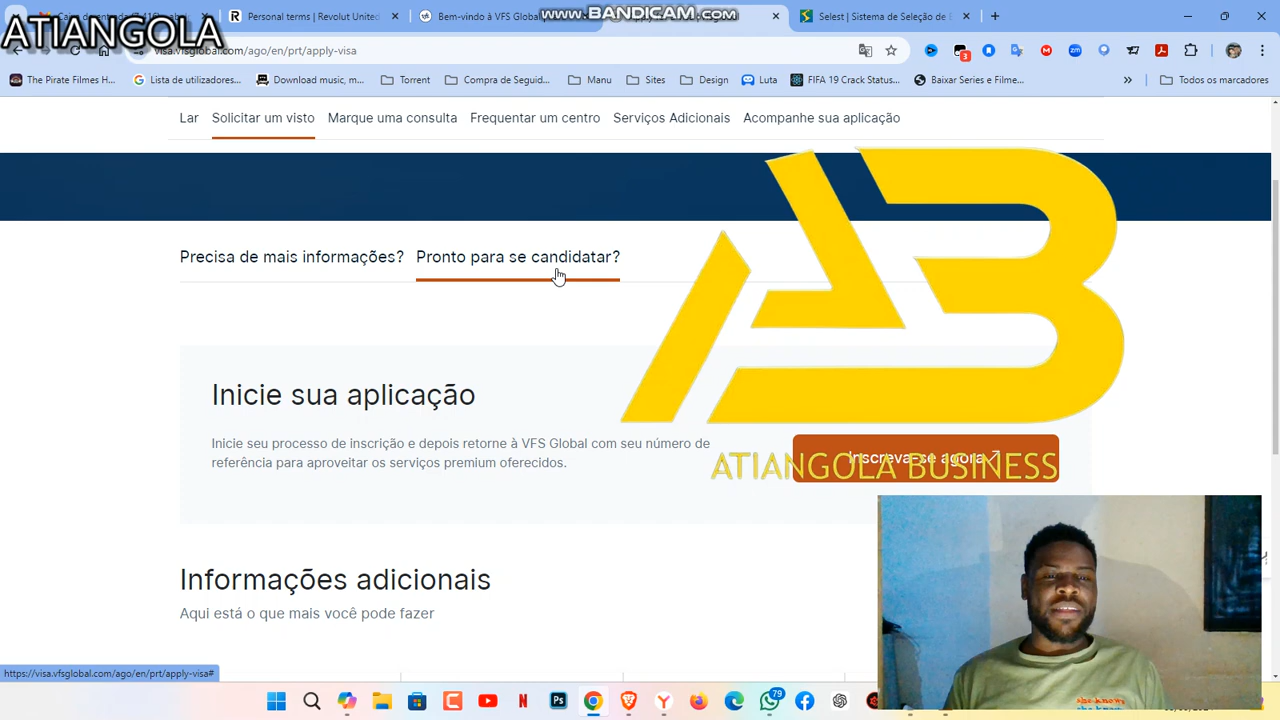 www.BANDICAM.com
ATIANGOLA
Personal terms | Revolut United
Bem-vindo à VFS Glob
Selest | Sistema de Seleção de E
visa.vfsglobal.com/ago/en/prt/apply-visa
The Pirate Filmes H...
Lista de utilizadores...
Download music, m...
Torrent
Compra de Seguid...
Manu
Sites
Design
Luta
FIFA 19 Crack Status...
Baixar Series e Filme...
Todos os marcadores
Lar
Solicitar um visto
Marque uma consulta
Frequentar um centro
Serviços Adicionais
Acompanhe sua aplicação
Precisa de mais informações?
Pronto para se candidatar?
AB
Inicie sua aplicação
Inicie seu processo de inscrição e depois retorne à VFS Global com seu número de
referência para aproveitar os serviços premium oferecidos.
Inscreva-se agora
ATIANGOLA BUSINESS
Informações adicionais
Aqui está o que mais você pode fazer
https://visa.vfsglobal.com/ago/en/prt/apply-visa#
79
she-knows